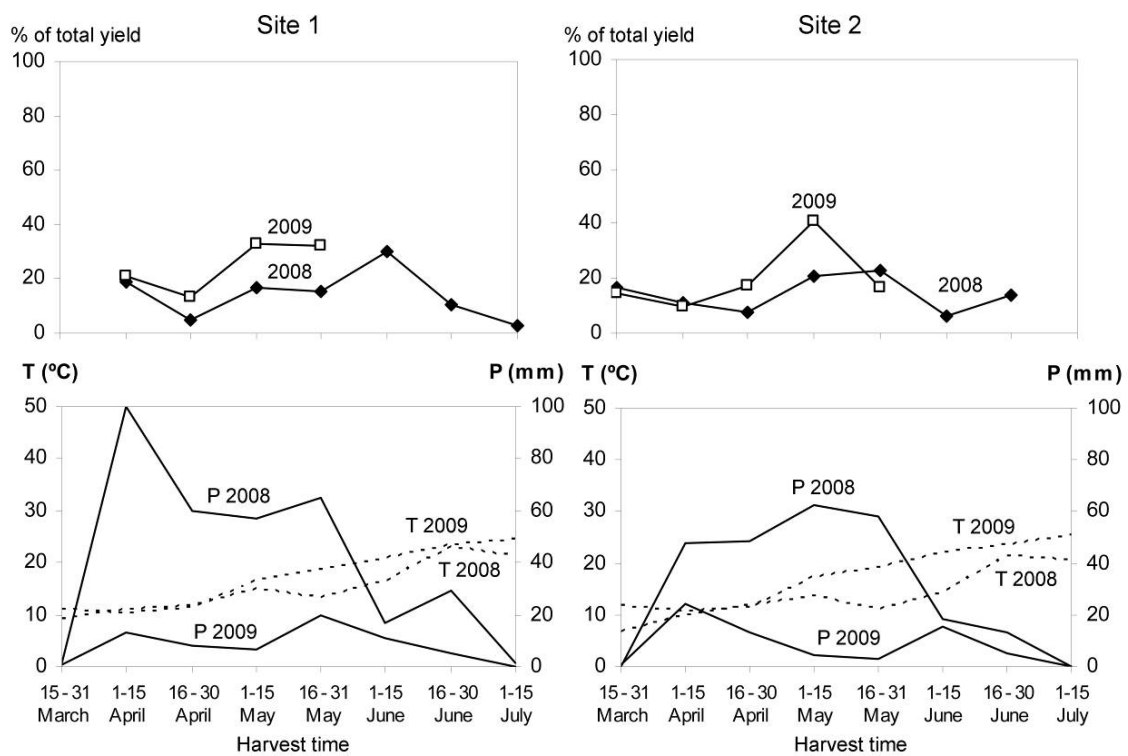 Site 1
% of total yield
100
80
60
40
20
0
2009
2008
Site 2
% of total yield
100
80
60
40
20
0
2009
2008
T (ºC)
P (mm)
50
40
30
20
10
0
100
80
60
40
20
0
P 2008
T 2009
T 2008
P 2009
15 - 31
March
1-15
April
16 - 30
April
1-15
May
16 - 31
May
1-15
June
16 - 30
June
1-15
July
Harvest time
T (ºC)
P (mm)
50
40
30
20
10
0
100
80
60
40
20
0
P 2008
T 2009
T 2008
P 2009
15 - 31
March
1-15
April
16 - 30
April
1-15
May
16 - 31
May
1-15
June
16 - 30
June
1-15
July
Harvest time